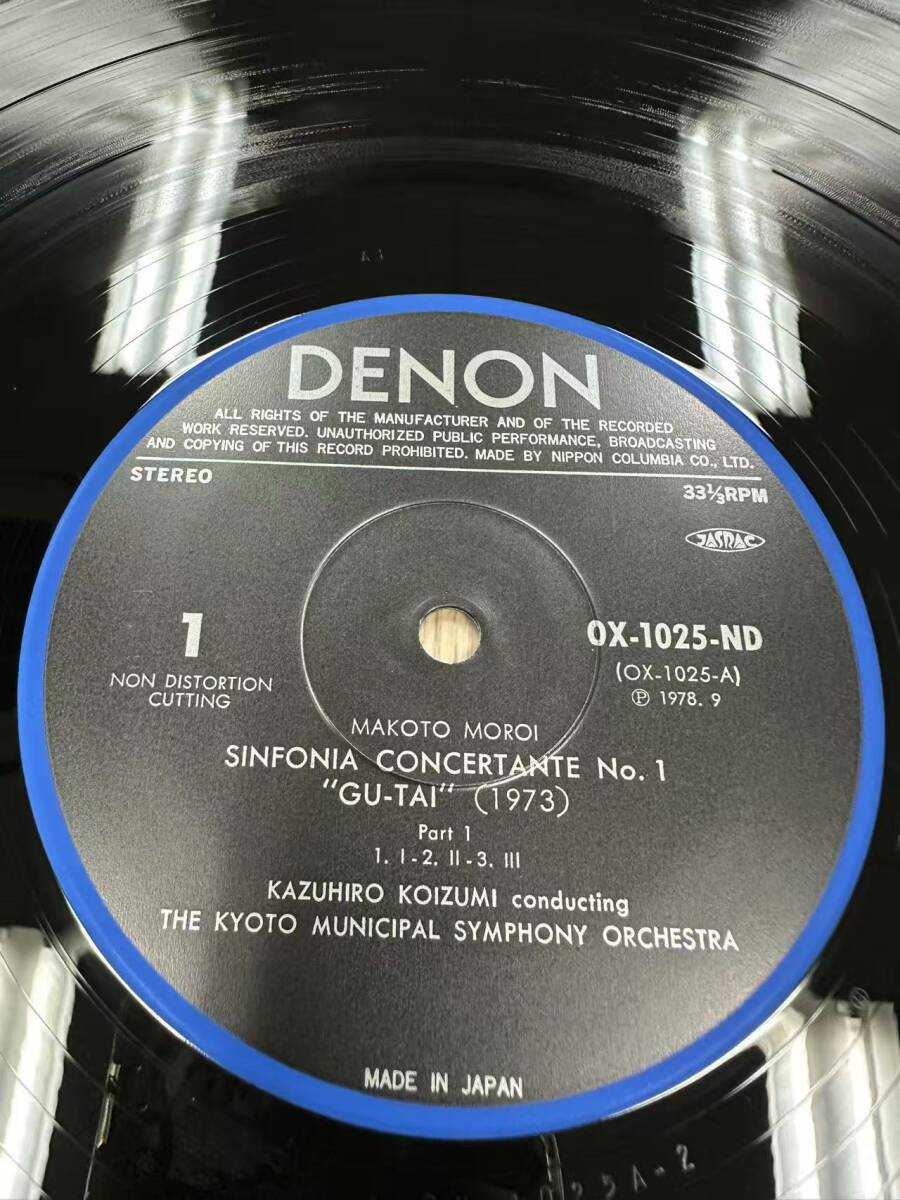 DENON
ALL RIGHTS OF THE MANUFACTURER AND OF THE RECORDED
WORK RESERVED. UNAUTHORIZED PUBLIC PERFORMANCE, BROADCASTING
AND COPYING OF THIS RECORD PROHIBITED. MADE BY NIPPON COLUMBIA CO., LTD.
STEREO
33⅓RPM
JASRAC
1
NON DISTORTION
CUTTING
OX-1025-ND
(OX-1025-A)
Ⓟ 1978. 9
MAKOTO MOROI
SINFONIA CONCERTANTE No. 1
"GU-TAI" (1973)
Part 1
1. I-2. II-3. III
KAZUHIRO KOIZUMI conducting
THE KYOTO MUNICIPAL SYMPHONY ORCHESTRA
MADE IN JAPAN